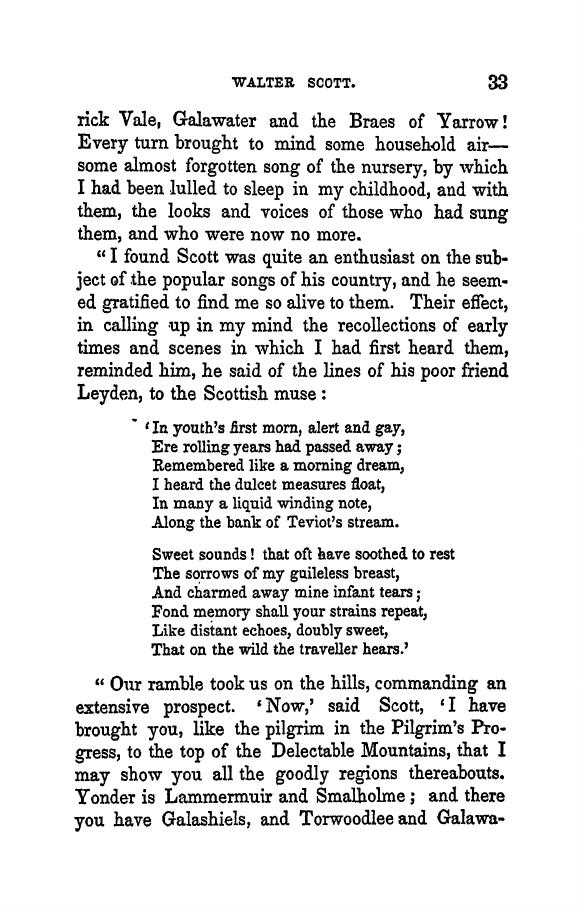 WALTER SCOTT. 33
rick Vale, Galawater and the Braes of Yarrow!
Every turn brought to mind some household air—
some almost forgotten song of the nursery, by which
I had been lulled to sleep in my childhood, and with
them, the looks and voices of those who had sung
them, and who were now no more.
“ I found Scott was quite an enthusiast on the sub-
ject of the popular songs of his country, and he seem-
ed gratified to find me so alive to them. Their effect,
in calling up in my mind the recollections of early
times and scenes in which I had first heard them,
reminded him, he said of the lines of his poor friend
Leyden, to the Scottish muse :
‘ In youth’s first morn, alert and gay,
Ere rolling years had passed away ;
Remembered like a morning dream,
I heard the dulcet measures float,
In many a liquid winding note,
Along the bank of Teviot’s stream.
Sweet sounds ! that oft have soothed to rest
The sorrows of my guileless breast,
And charmed away mine infant tears ;
Fond memory shall your strains repeat,
Like distant echoes, doubly sweet,
That on the wild the traveller hears.’
“ Our ramble took us on the hills, commanding an
extensive prospect. ‘ Now,’ said Scott, ‘ I have
brought you, like the pilgrim in the Pilgrim’s Pro-
gress, to the top of the Delectable Mountains, that I
may show you all the goodly regions thereabouts.
Yonder is Lammermuir and Smalholme ; and there
you have Galashiels, and Torwoodlee and Galawa-